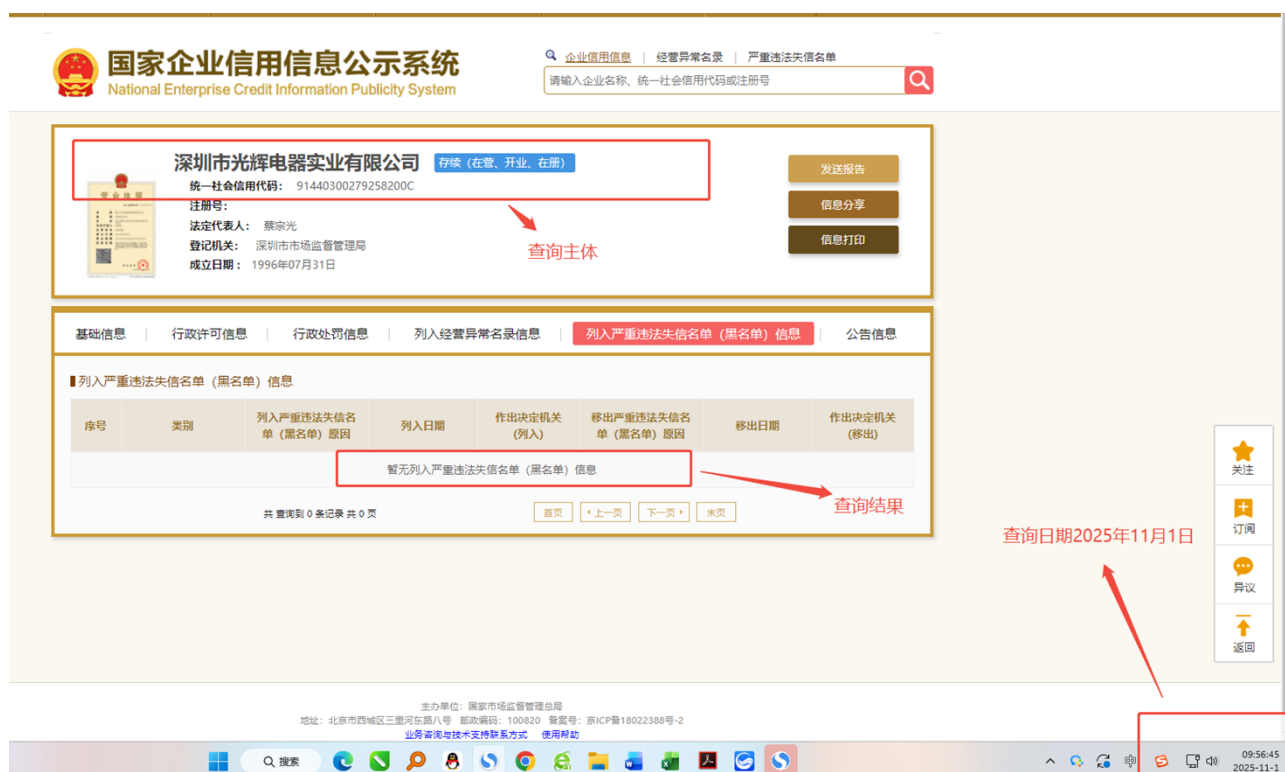 国家企业信用信息公示系统
National Enterprise Credit Information Publicity System
企业信用信息 | 经营异常名录 | 严重违法失信名单
请输入企业名称、统一社会信用代码或注册号
深圳市光辉电器实业有限公司 存续（在营、开业、在册）
统一社会信用代码： 91440300279258200C
注册号：
法定代表人： 蔡宗光
登记机关： 深圳市市场监督管理局
成立日期： 1996年07月31日
营业执照
发送报告
信息分享
信息打印
查询主体
基础信息 | 行政许可信息 | 行政处罚信息 | 列入经营异常名录信息 | 列入严重违法失信名单（黑名单）信息 | 公告信息
列入严重违法失信名单（黑名单）信息
序号 类别 列入严重违法失信名单（黑名单）原因 列入日期 作出决定机关(列入) 移出严重违法失信名单（黑名单）原因 移出日期 作出决定机关(移出)
暂无列入严重违法失信名单（黑名单）信息
共 查询到 0 条记录 共 0 页 首页 上一页 下一页 末页
查询结果
查询日期2025年11月1日
关注
订阅
异议
返回
主办单位：国家市场监督管理总局
地址：北京市西城区三里河东路八号 邮政编码：100820 备案号：京ICP备18022388号-2
业务咨询与技术支持联系方式 使用帮助
搜索
中
09:56:45
2025-11-1